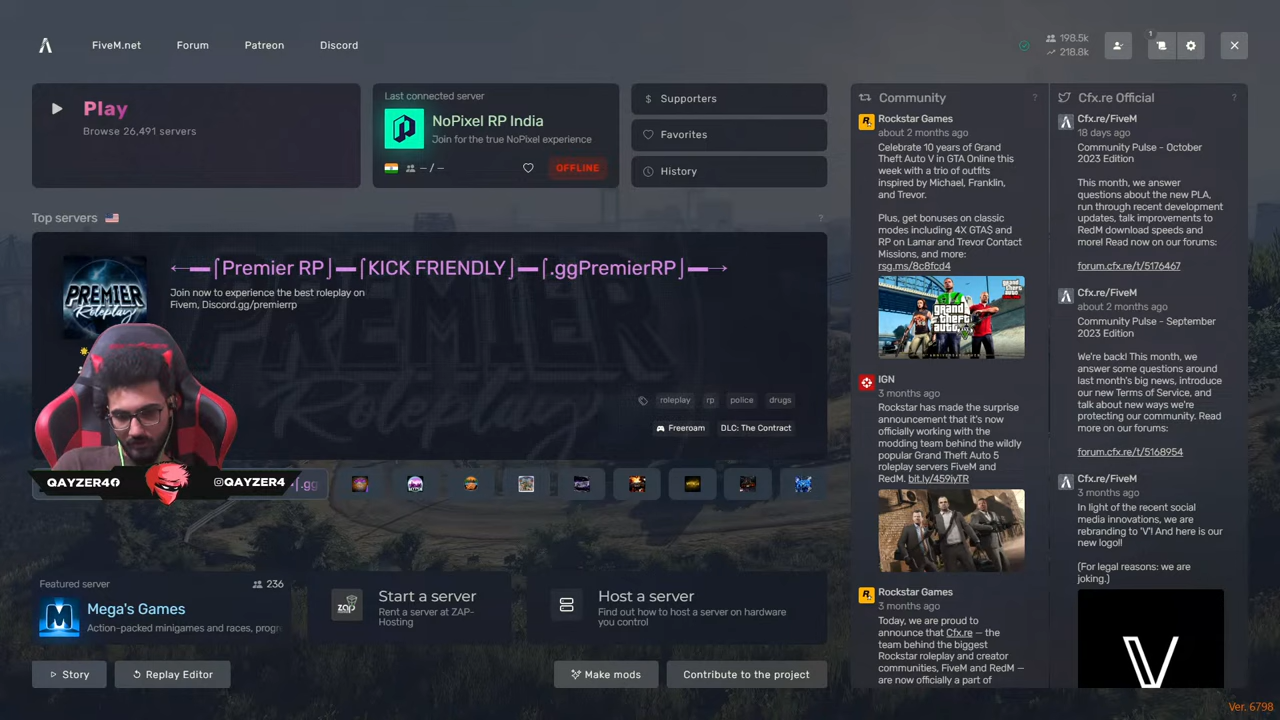 FiveM.net
Forum
Patreon
Discord
198.5k
218.8k
1
Play
Browse 26,491 servers
Last connected server
NoPixel RP India
Join for the true NoPixel experience
– / –
OFFLINE
$ Supporters
Favorites
History
Top servers
?
←▬⌠Premier RP⌡▬⌠KICK FRIENDLY⌡▬⌠.ggPremierRP⌡▬→
Join now to experience the best roleplay on
Fivem, Discord.gg/premierrp
PREMIER
Roleplay
PREMIER
Roleplay
roleplay
rp
police
drugs
Freeroam
DLC: The Contract
QAYZER4
QAYZER4
⌠.gg
Featured server
236
Mega's Games
Action-packed minigames and races, progr
ZAP
Start a server
Rent a server at ZAP-
Hosting
Host a server
Find out how to host a server on hardware
you control
Story
Replay Editor
Make mods
Contribute to the project
Community
?
Rockstar Games
about 2 months ago
Celebrate 10 years of Grand
Theft Auto V in GTA Online this
week with a trio of outfits
inspired by Michael, Franklin,
and Trevor.
Plus, get bonuses on classic
modes including 4X GTA$ and
RP on Lamar and Trevor Contact
Missions, and more:
rsg.ms/8c8fcd4
grand
theft
auto
IGN
3 months ago
Rockstar has made the surprise
announcement that it's now
officially working with the
modding team behind the wildly
popular Grand Theft Auto 5
roleplay servers FiveM and
RedM. bit.ly/459iyTR
Rockstar Games
3 months ago
Today, we are proud to
announce that Cfx.re — the
team behind the biggest
Rockstar roleplay and creator
communities, FiveM and RedM —
are now officially a part of
Cfx.re Official
?
Cfx.re/FiveM
18 days ago
Community Pulse - October
2023 Edition
This month, we answer
questions about the new PLA,
run through recent development
updates, talk improvements to
RedM download speeds and
more! Read now on our forums:
forum.cfx.re/t/5176467
Cfx.re/FiveM
about 2 months ago
Community Pulse - September
2023 Edition
We're back! This month, we
answer some questions around
last month's big news, introduce
our new Terms of Service, and
talk about new ways we're
protecting our community. Read
more on our forums:
forum.cfx.re/t/5168954
Cfx.re/FiveM
3 months ago
In light of the recent social
media innovations, we are
rebranding to 'V'! And here is our
new logo!!
(For legal reasons: we are
joking.)
V
Ver. 6798